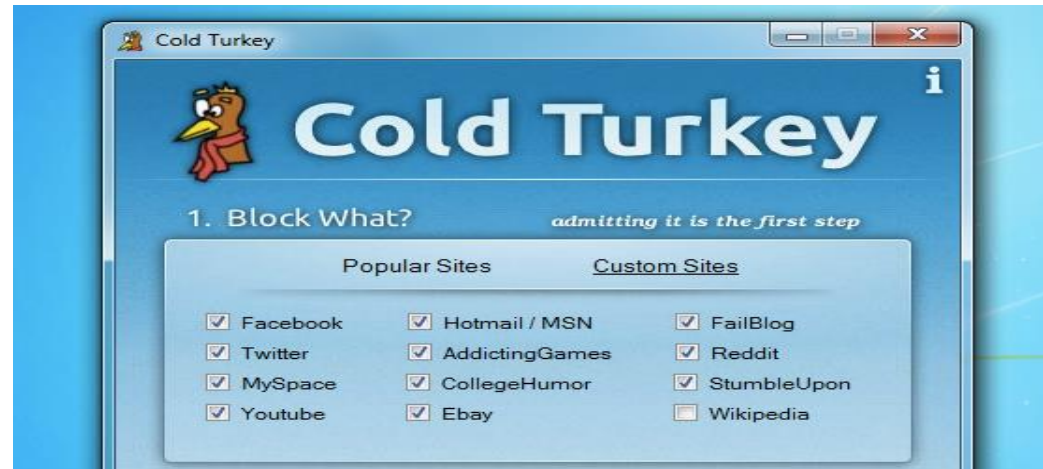 Cold Turkey
i
Cold Turkey
1. Block What? admitting it is the first step
Popular Sites Custom Sites
Facebook Hotmail / MSN FailBlog
Twitter AddictingGames Reddit
MySpace CollegeHumor StumbleUpon
Youtube Ebay Wikipedia